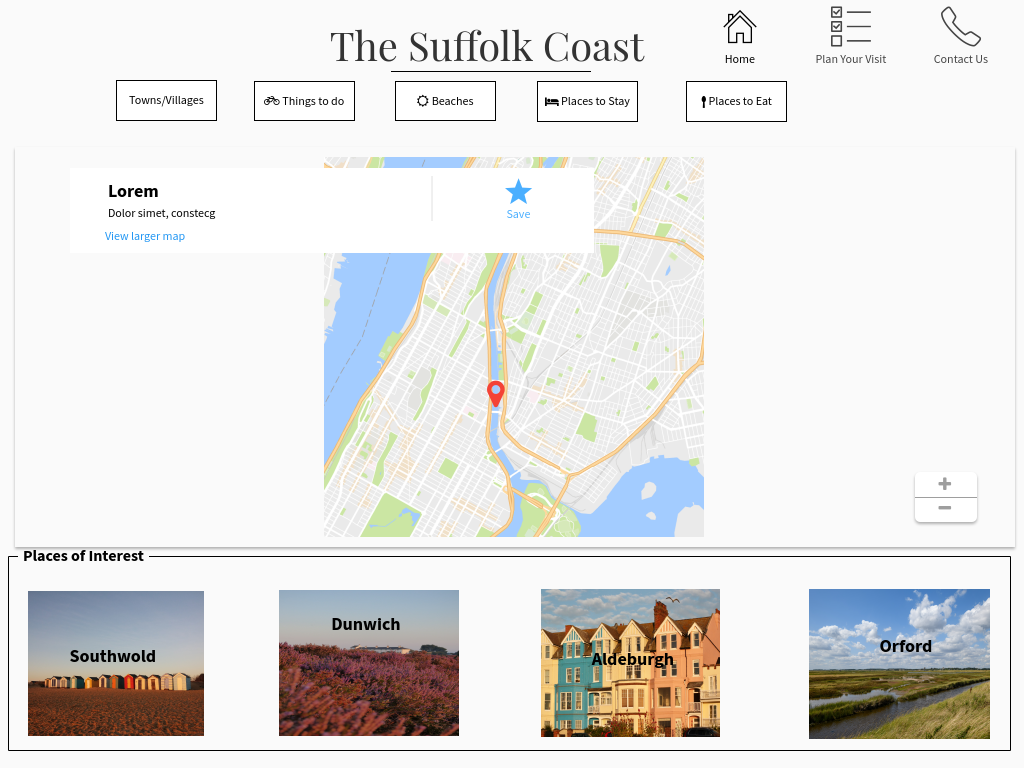 The Suffolk Coast
Home
Plan Your Visit
Contact Us
Towns/Villages
Things to do
Beaches
Places to Stay
Places to Eat
Lorem
Dolor simet, constecg
View larger map
Save
Places of Interest
Southwold
Dunwich
Aldeburgh
Orford